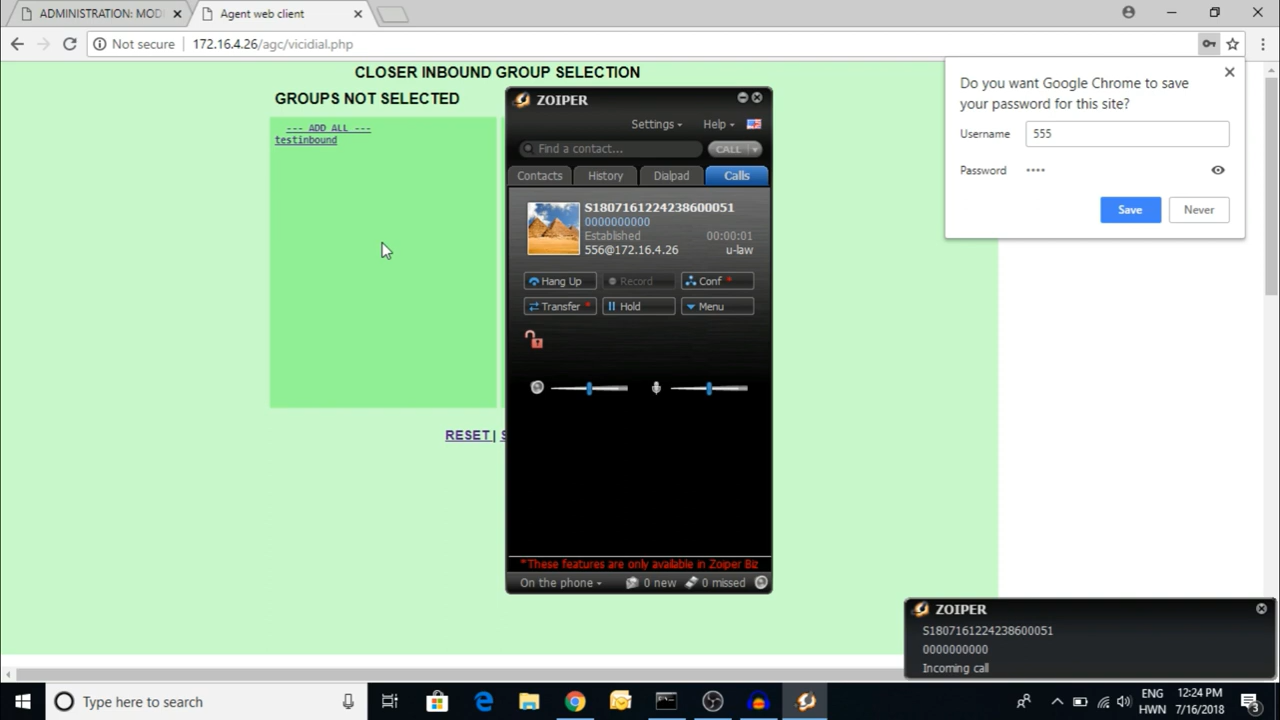 ADMINISTRATION: MODI
Agent web client
Not secure
172.16.4.26/agc/vicidial.php
CLOSER INBOUND GROUP SELECTION
GROUPS NOT SELECTED
--- ADD ALL ---
testinbound
RESET | S
ZOIPER
Settings
Help
Find a contact...
CALL
Contacts
History
Dialpad
Calls
S1807161224238600051
0000000000
Established 00:00:01
556@172.16.4.26 u-law
Hang Up
Record
Conf *
Transfer *
Hold
Menu
*These features are only available in Zoiper Biz
On the phone
0 new
0 missed
Do you want Google Chrome to save
your password for this site?
Username 555
Password ••••
Save
Never
ZOIPER
S1807161224238600051
0000000000
Incoming call
Type here to search
ENG
HWN
12:24 PM
7/16/2018
3